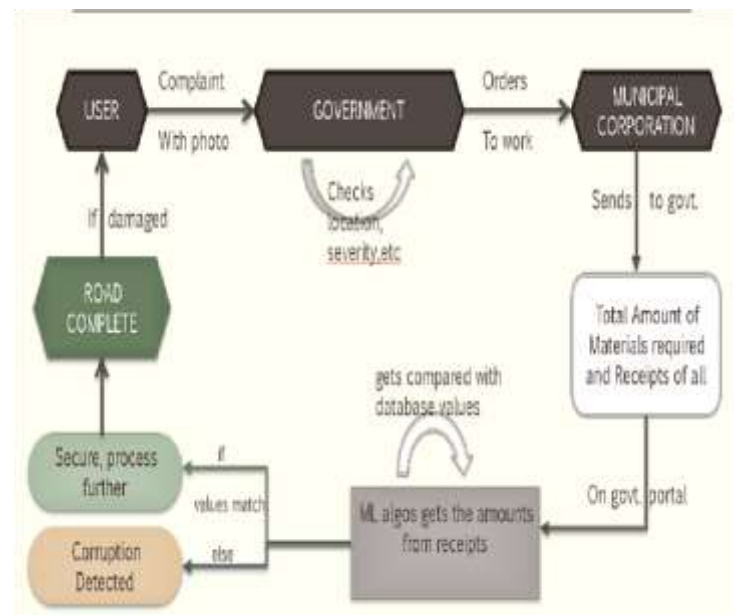 USER
Complaint
With photo
GOVERNMENT
Orders
To work
MUNICIPAL
CORPORATION
Checks
location,
severity,etc
Sends to govt.
If damaged
ROAD
COMPLETE
Total Amount of
Materials required
and Receipts of all
gets compared with
database values
Secure, process
further
if
values match
else
ML algos gets the amounts
from receipts
On govt. portal
Corruption
Detected